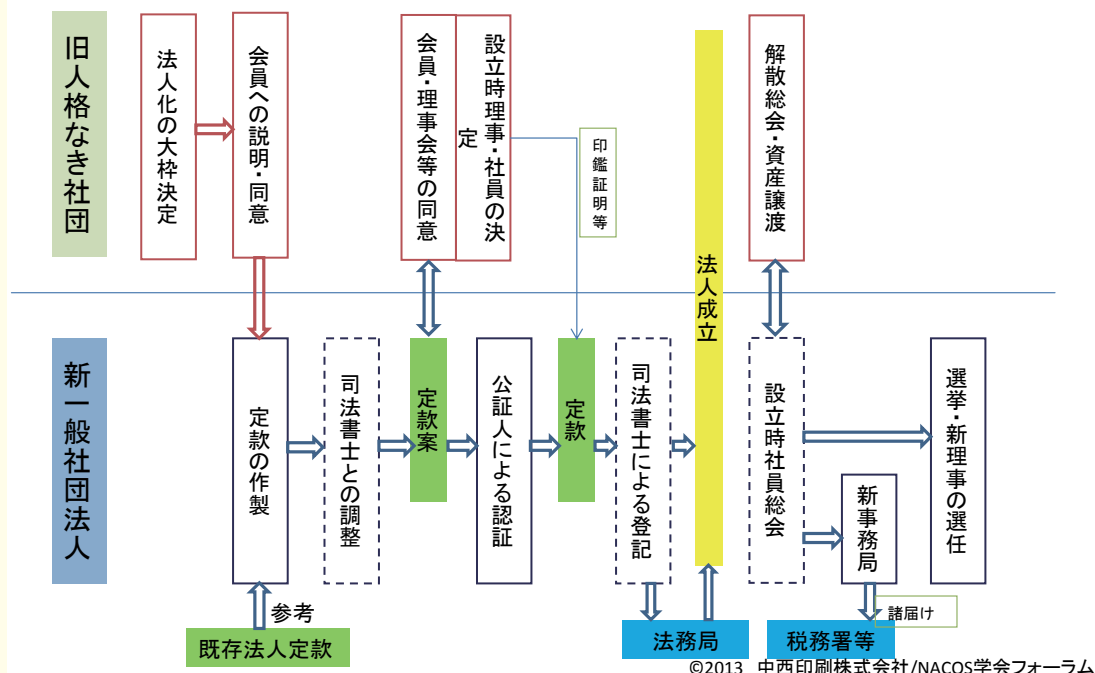 旧人格なき社団
法人化の大枠決定
会員への説明・同意
会員・理事会等の同意
設立時理事・社員の決
定
印鑑証明等
法人成立
解散総会・資産譲渡
新一般社団法人
定款の作製
司法書士との調整
定款案
公証人による認証
定款
司法書士による登記
設立時社員総会
新事務局
選挙・新理事の選任
参考
既存法人定款
法務局
税務署等
諸届け
©2013 中西印刷株式会社/NACOS学会フォーラム